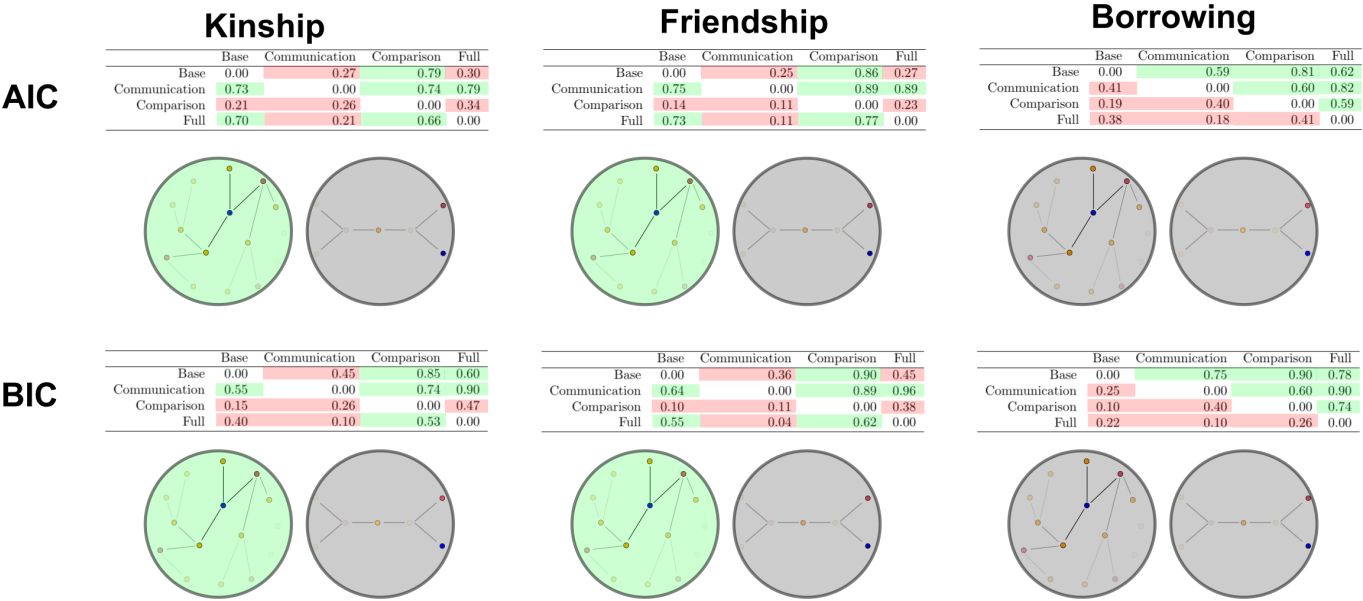 Kinship Friendship Borrowing
AIC
Base Communication Comparison Full
Base 0.00 0.27 0.79 0.30
Communication 0.73 0.00 0.74 0.79
Comparison 0.21 0.26 0.00 0.34
Full 0.70 0.21 0.66 0.00
Base Communication Comparison Full
Base 0.00 0.25 0.86 0.27
Communication 0.75 0.00 0.89 0.89
Comparison 0.14 0.11 0.00 0.23
Full 0.73 0.11 0.77 0.00
Base Communication Comparison Full
Base 0.00 0.59 0.81 0.62
Communication 0.41 0.00 0.60 0.82
Comparison 0.19 0.40 0.00 0.59
Full 0.38 0.18 0.41 0.00
BIC
Base Communication Comparison Full
Base 0.00 0.45 0.85 0.60
Communication 0.55 0.00 0.74 0.90
Comparison 0.15 0.26 0.00 0.47
Full 0.40 0.10 0.53 0.00
Base Communication Comparison Full
Base 0.00 0.36 0.90 0.45
Communication 0.64 0.00 0.89 0.96
Comparison 0.10 0.11 0.00 0.38
Full 0.55 0.04 0.62 0.00
Base Communication Comparison Full
Base 0.00 0.75 0.90 0.78
Communication 0.25 0.00 0.60 0.90
Comparison 0.10 0.40 0.00 0.74
Full 0.22 0.10 0.26 0.00